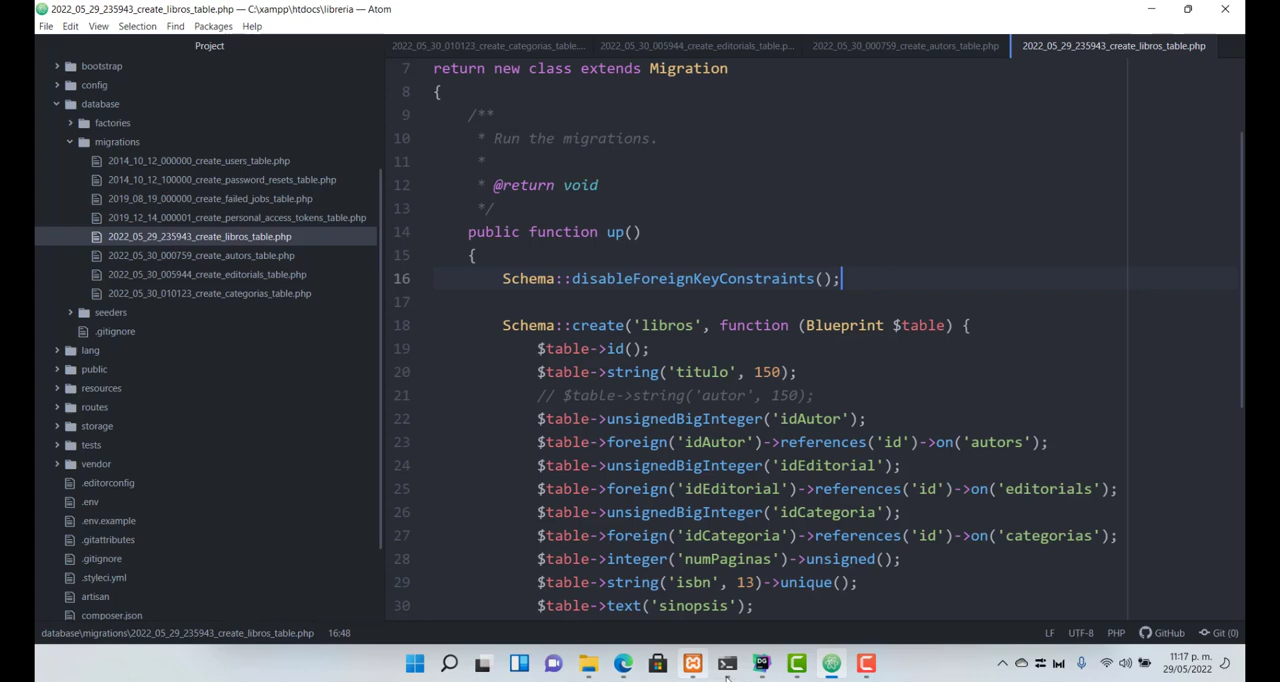 2022_05_29_235943_create_libros_table.php — C:\xampp\htdocs\libreria — Atom
File Edit View Selection Find Packages Help
Project
bootstrap
config
database
factories
migrations
2014_10_12_000000_create_users_table.php
2014_10_12_100000_create_password_resets_table.php
2019_08_19_000000_create_failed_jobs_table.php
2019_12_14_000001_create_personal_access_tokens_table.php
2022_05_29_235943_create_libros_table.php
2022_05_30_000759_create_autors_table.php
2022_05_30_005944_create_editorials_table.php
2022_05_30_010123_create_categorias_table.php
seeders
.gitignore
lang
public
resources
routes
storage
tests
vendor
.editorconfig
.env
.env.example
.gitattributes
.gitignore
.styleci.yml
artisan
composer.json
2022_05_30_010123_create_categorias_table.... 2022_05_30_005944_create_editorials_table.p... 2022_05_30_000759_create_autors_table.php 2022_05_29_235943_create_libros_table.php
7 return new class extends Migration
8 {
9 /**
10 * Run the migrations.
11 *
12 * @return void
13 */
14 public function up()
15 {
16 Schema::disableForeignKeyConstraints();
17
18 Schema::create('libros', function (Blueprint $table) {
19 $table->id();
20 $table->string('titulo', 150);
21 // $table->string('autor', 150);
22 $table->unsignedBigInteger('idAutor');
23 $table->foreign('idAutor')->references('id')->on('autors');
24 $table->unsignedBigInteger('idEditorial');
25 $table->foreign('idEditorial')->references('id')->on('editorials');
26 $table->unsignedBigInteger('idCategoria');
27 $table->foreign('idCategoria')->references('id')->on('categorias');
28 $table->integer('numPaginas')->unsigned();
29 $table->string('isbn', 13)->unique();
30 $table->text('sinopsis');
database\migrations\2022_05_29_235943_create_libros_table.php 16:48 LF UTF-8 PHP GitHub Git (0)
DG
11:17 p. m.
29/05/2022